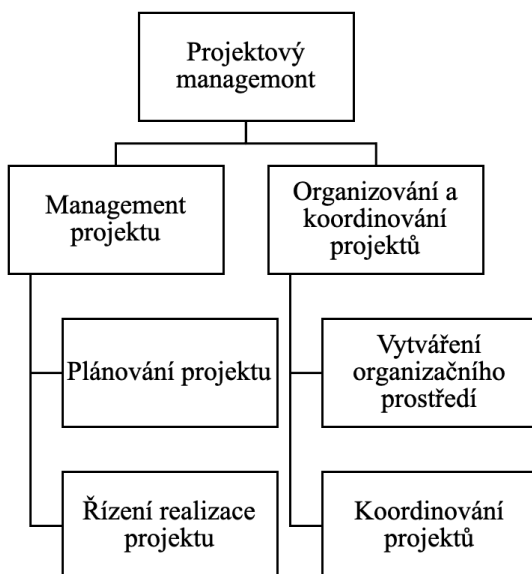 Projektový
managemont
Management
projektu
Organizování a
koordinování
projektů
Plánování projektu
Vytváření
organizačního
prostředí
Řízení realizace
projektu
Koordinování
projektů